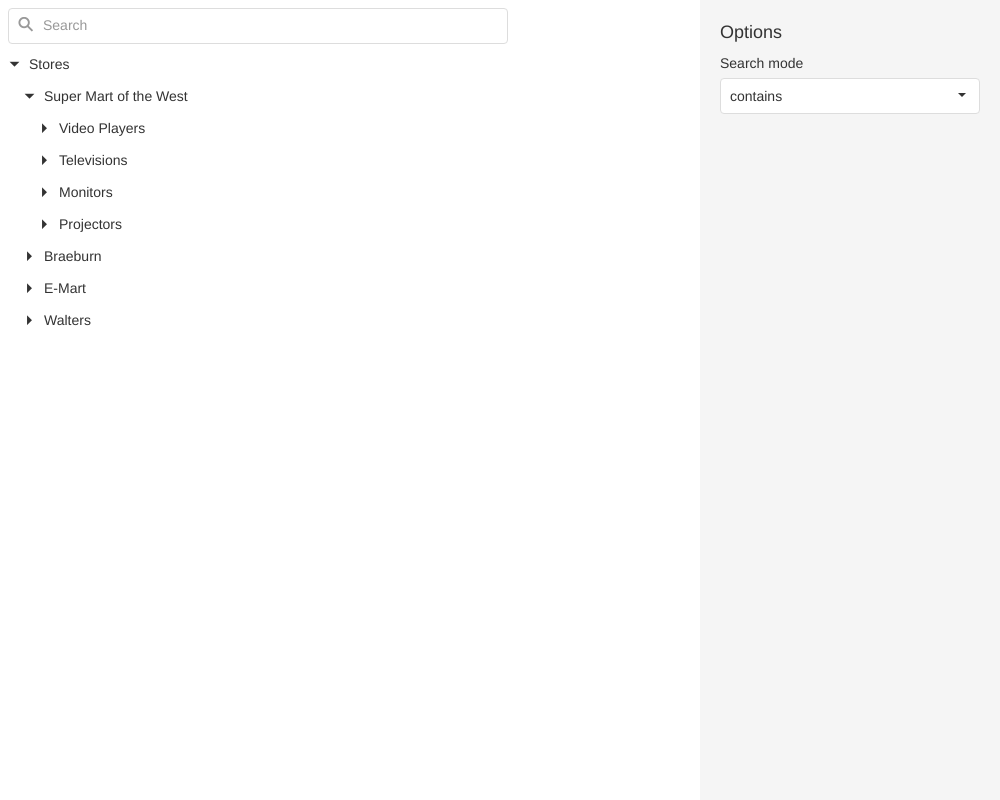 Search
Stores
Super Mart of the West
Video Players
Televisions
Monitors
Projectors
Braeburn
E-Mart
Walters
Options
Search mode
contains